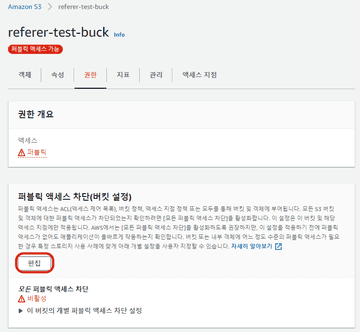 Amazon S3 > referer-test-buck
referer-test-buck Info
퍼블릭 액세스 가능
객체 속성 권한 지표 관리 액세스 지점
권한 개요
액세스
퍼블릭
퍼블릭 액세스 차단(버킷 설정)
퍼블릭 액세스는 ACL(액세스 제어 목록), 버킷 정책, 액세스 지점 정책 또는 모두를 통해 버킷 및 객체에 부여됩니다. 모든 S3 버킷
및 객체에 대한 퍼블릭 액세스가 차단되었는지 확인하려면 [모든 퍼블릭 액세스 차단]을 활성화합니다. 이 설정은 이 버킷 및 해당
액세스 지점에만 적용됩니다. AWS에서는 [모든 퍼블릭 액세스 차단]을 활성화하도록 권장하지만, 이 설정을 적용하기 전에 퍼블릭
액세스가 없어도 애플리케이션이 올바르게 작동하는지 확인합니다. 버킷 또는 내부 객체에 어느 정도 수준의 퍼블릭 액세스가 필요
한 경우 특정 스토리지 사용 사례에 맞게 아래 개별 설정을 사용자 지정할 수 있습니다. 자세히 알아보기
편집
모든 퍼블릭 액세스 차단
비활성
▶ 이 버킷의 개별 퍼블릭 액세스 차단 설정